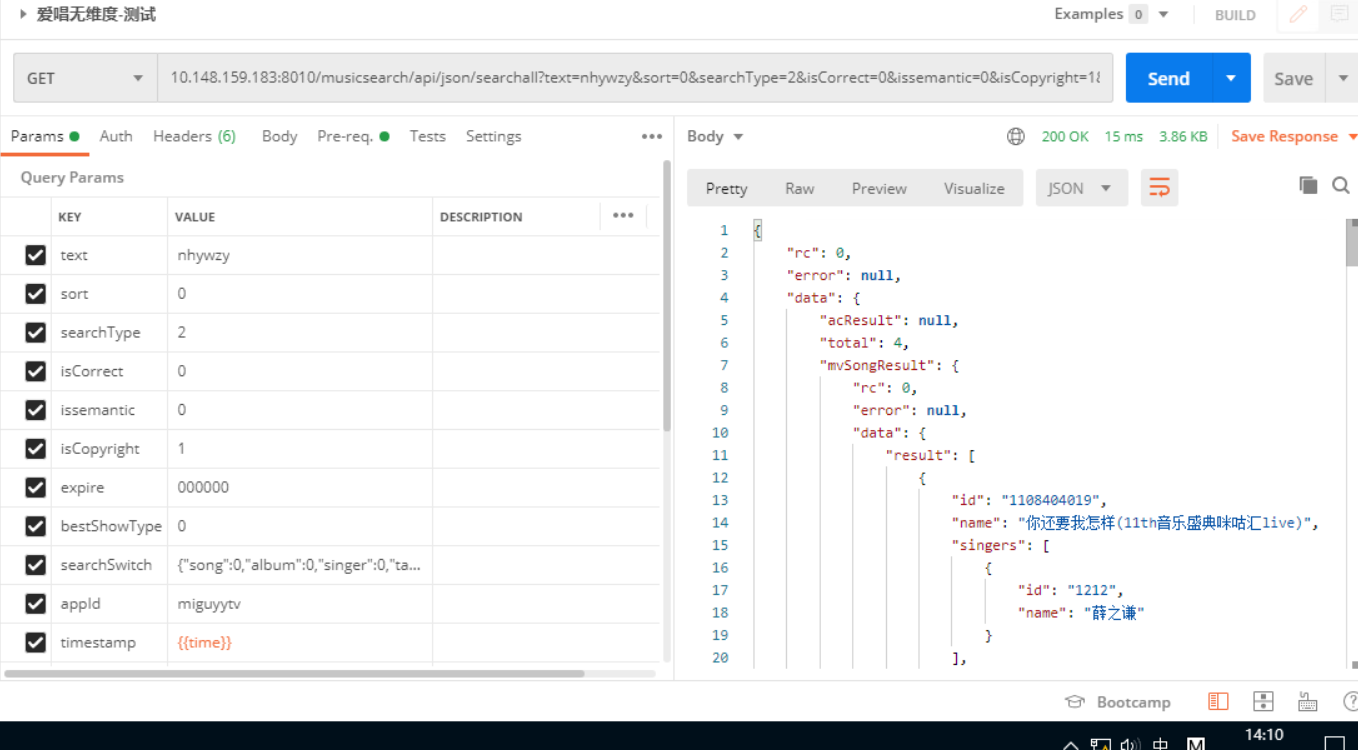 爱唱无维度-测试
Examples 0 BUILD
GET 10.148.159.183:8010/musicsearch/api/json/searchall?text=nhywzy&sort=0&searchType=2&isCorrect=0&issemantic=0&isCopyright=1& Send Save
Params Auth Headers (6) Body Pre-req. Tests Settings •••
Query Params
KEY VALUE DESCRIPTION •••
text nhywzy
sort 0
searchType 2
isCorrect 0
issemantic 0
isCopyright 1
expire 000000
bestShowType 0
searchSwitch {"song":0,"album":0,"singer":0,"ta...
appId miguyytv
timestamp {{time}}
Body 200 OK 15 ms 3.86 KB Save Response
Pretty Raw Preview Visualize JSON
1 {
2 "rc": 0,
3 "error": null,
4 "data": {
5 "acResult": null,
6 "total": 4,
7 "mvSongResult": {
8 "rc": 0,
9 "error": null,
10 "data": {
11 "result": [
12 {
13 "id": "1108404019",
14 "name": "你还要我怎样(11th音乐盛典咪咕汇live)",
15 "singers": [
16 {
17 "id": "1212",
18 "name": "薛之谦"
19 }
20 ],
Bootcamp
中 M 14:10